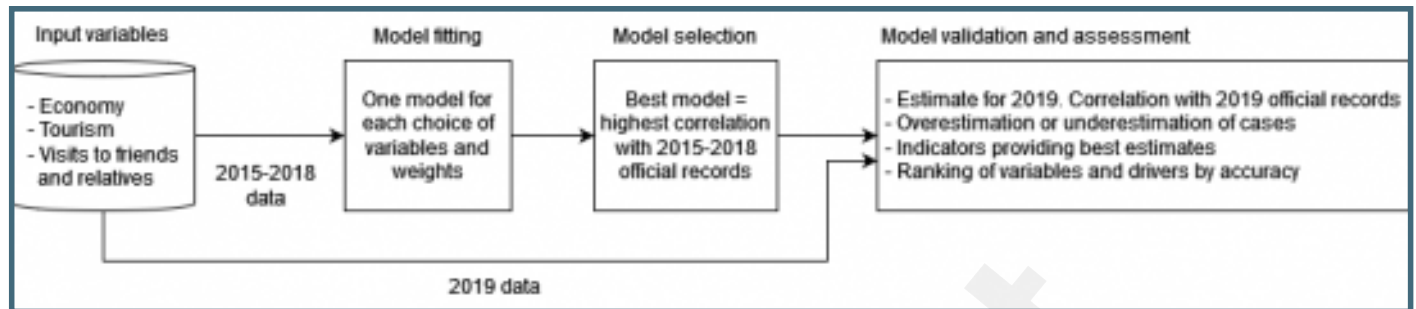 Input variables
- Economy
- Tourism
- Visits to friends
and relatives
2015-2018
data
Model fitting
One model for
each choice of
variables and
weights
Model selection
Best model =
highest correlation
with 2015-2018
official records
Model validation and assessment
- Estimate for 2019. Correlation with 2019 official records
- Overestimation or underestimation of cases
- Indicators providing best estimates
- Ranking of variables and drivers by accuracy
2019 data